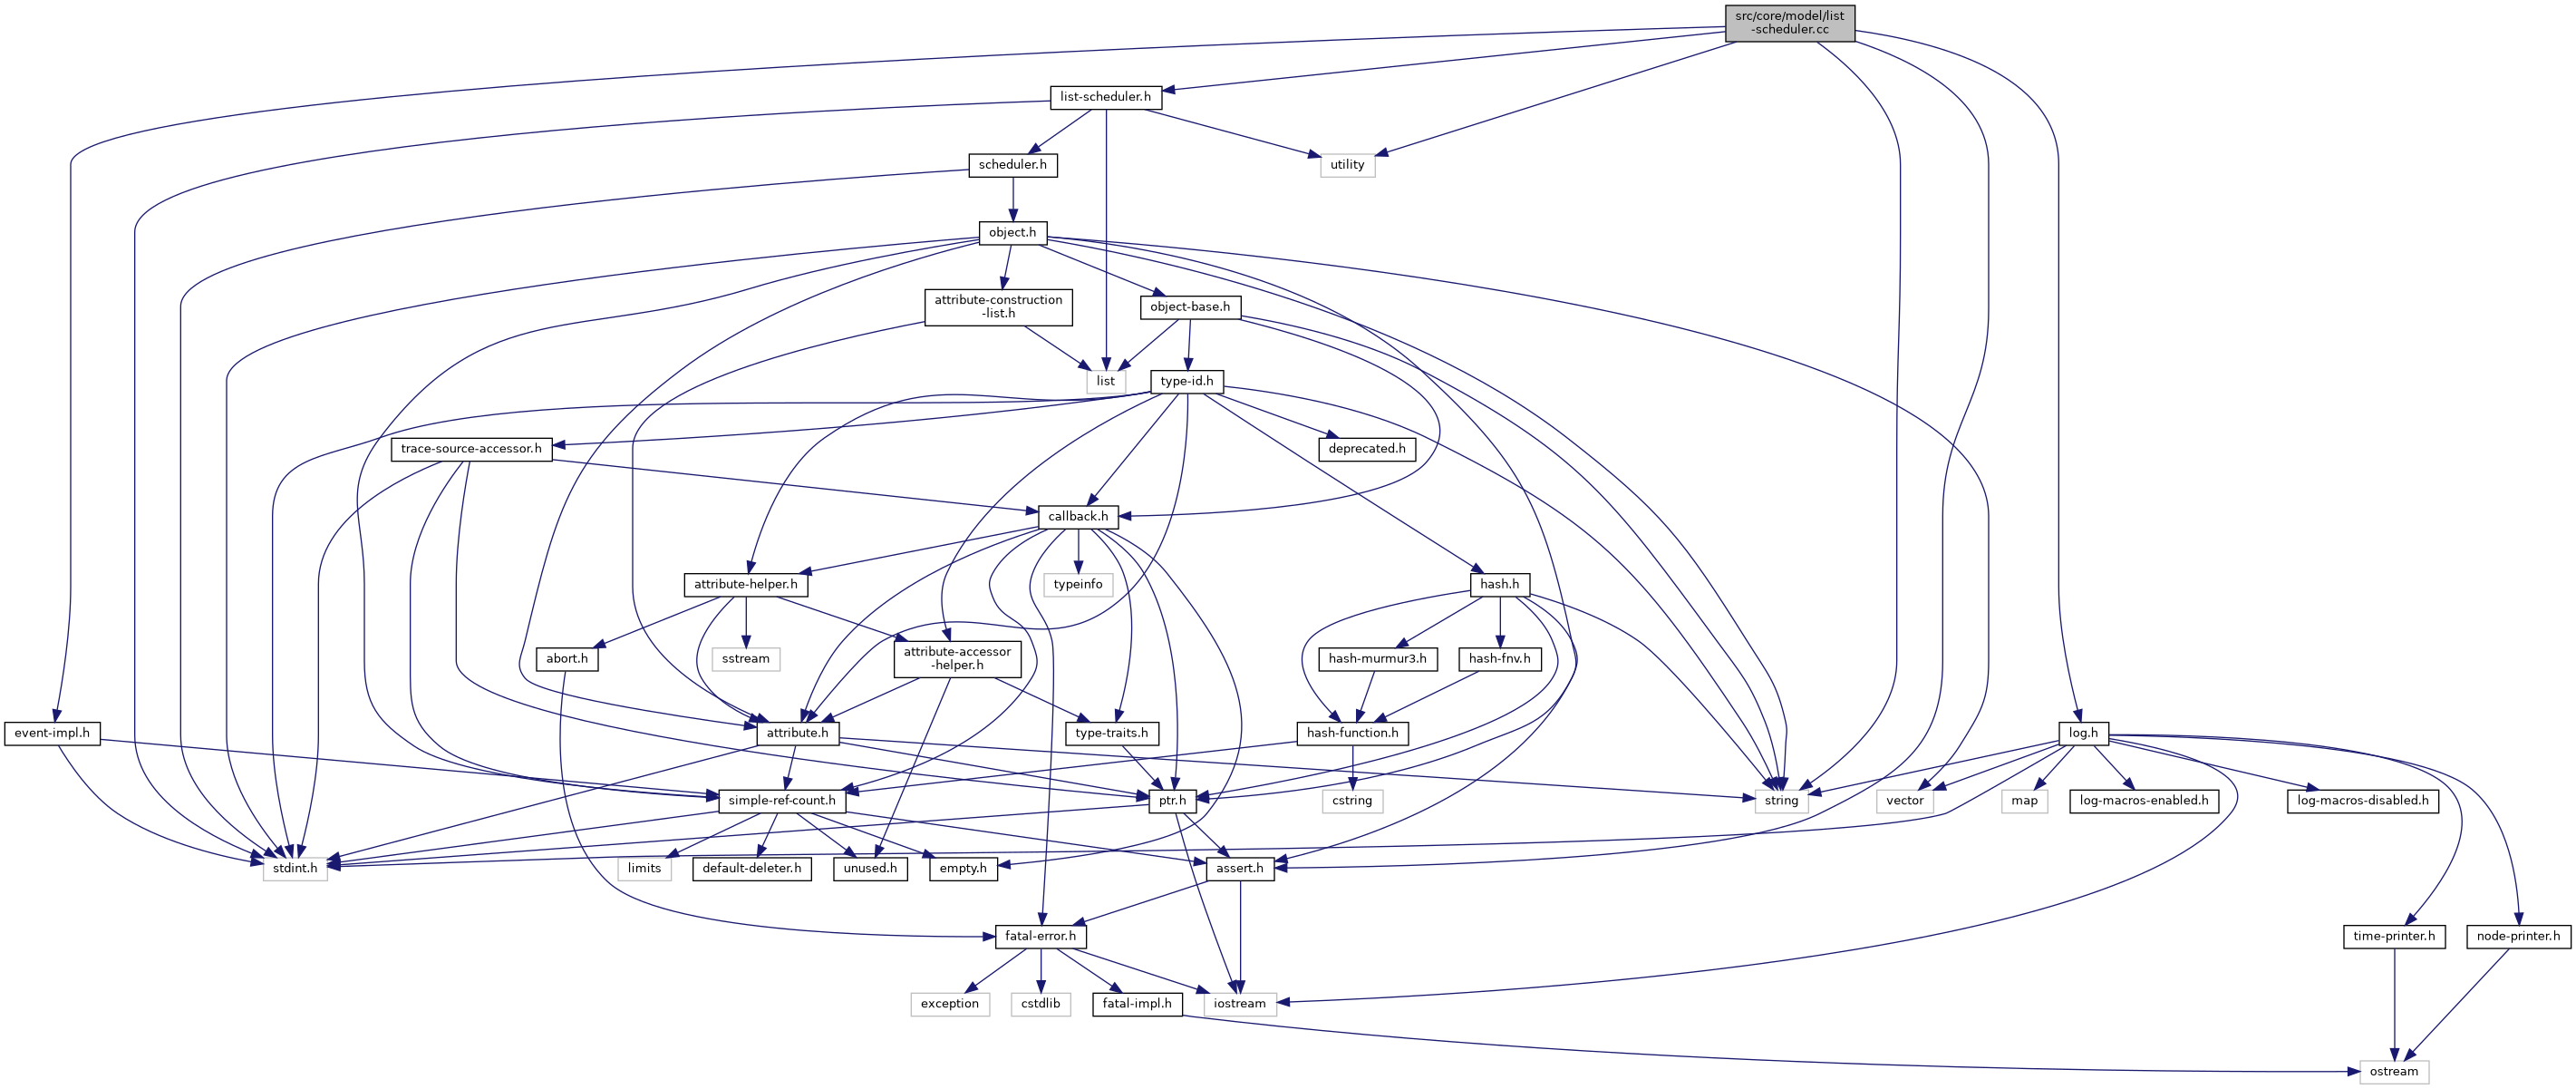 src/core/model/list
-scheduler.cc
list-scheduler.h
scheduler.h
utility
object.h
attribute-construction
-list.h
object-base.h
list
type-id.h
trace-source-accessor.h
deprecated.h
callback.h
attribute-helper.h
typeinfo
hash.h
abort.h
sstream
attribute-accessor
-helper.h
hash-murmur3.h
hash-fnv.h
event-impl.h
attribute.h
type-traits.h
hash-function.h
log.h
simple-ref-count.h
ptr.h
cstring
string
vector
map
log-macros-enabled.h
log-macros-disabled.h
stdint.h
limits
default-deleter.h
unused.h
empty.h
assert.h
fatal-error.h
time-printer.h
node-printer.h
exception
cstdlib
fatal-impl.h
iostream
ostream